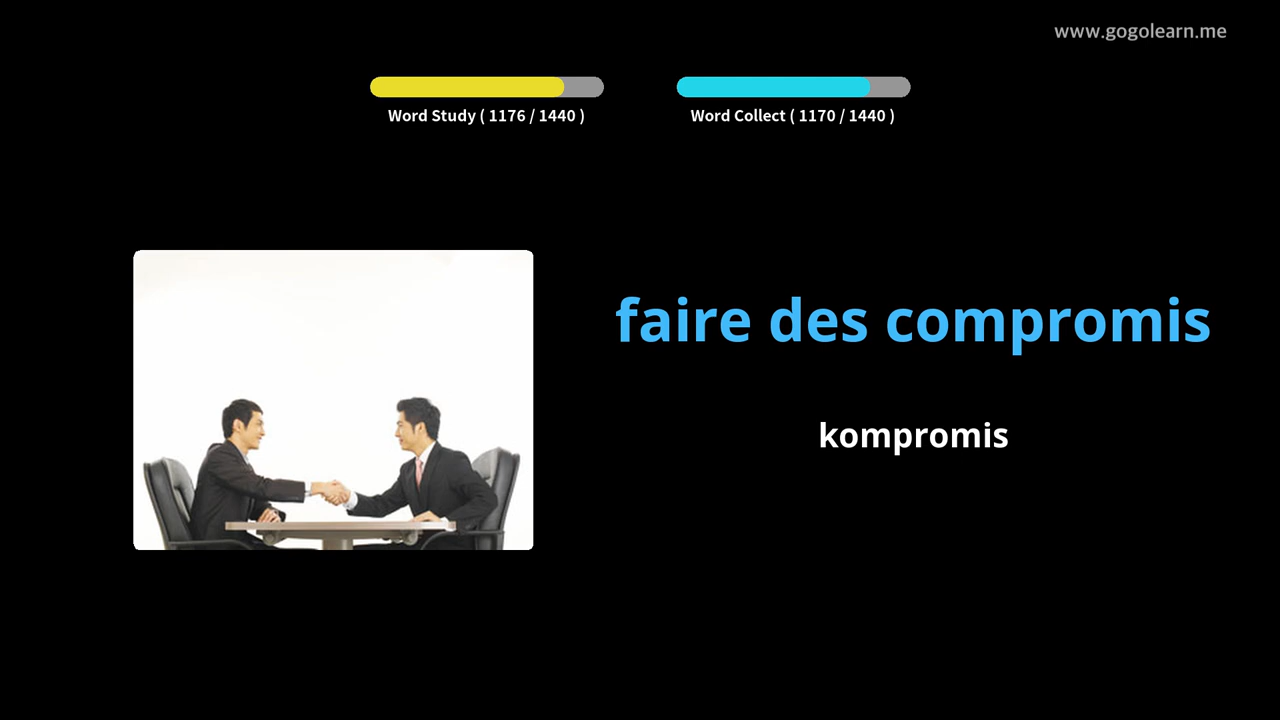 www.gogolearn.me
Word Study ( 1176 / 1440 )
Word Collect ( 1170 / 1440 )
faire des compromis
kompromis